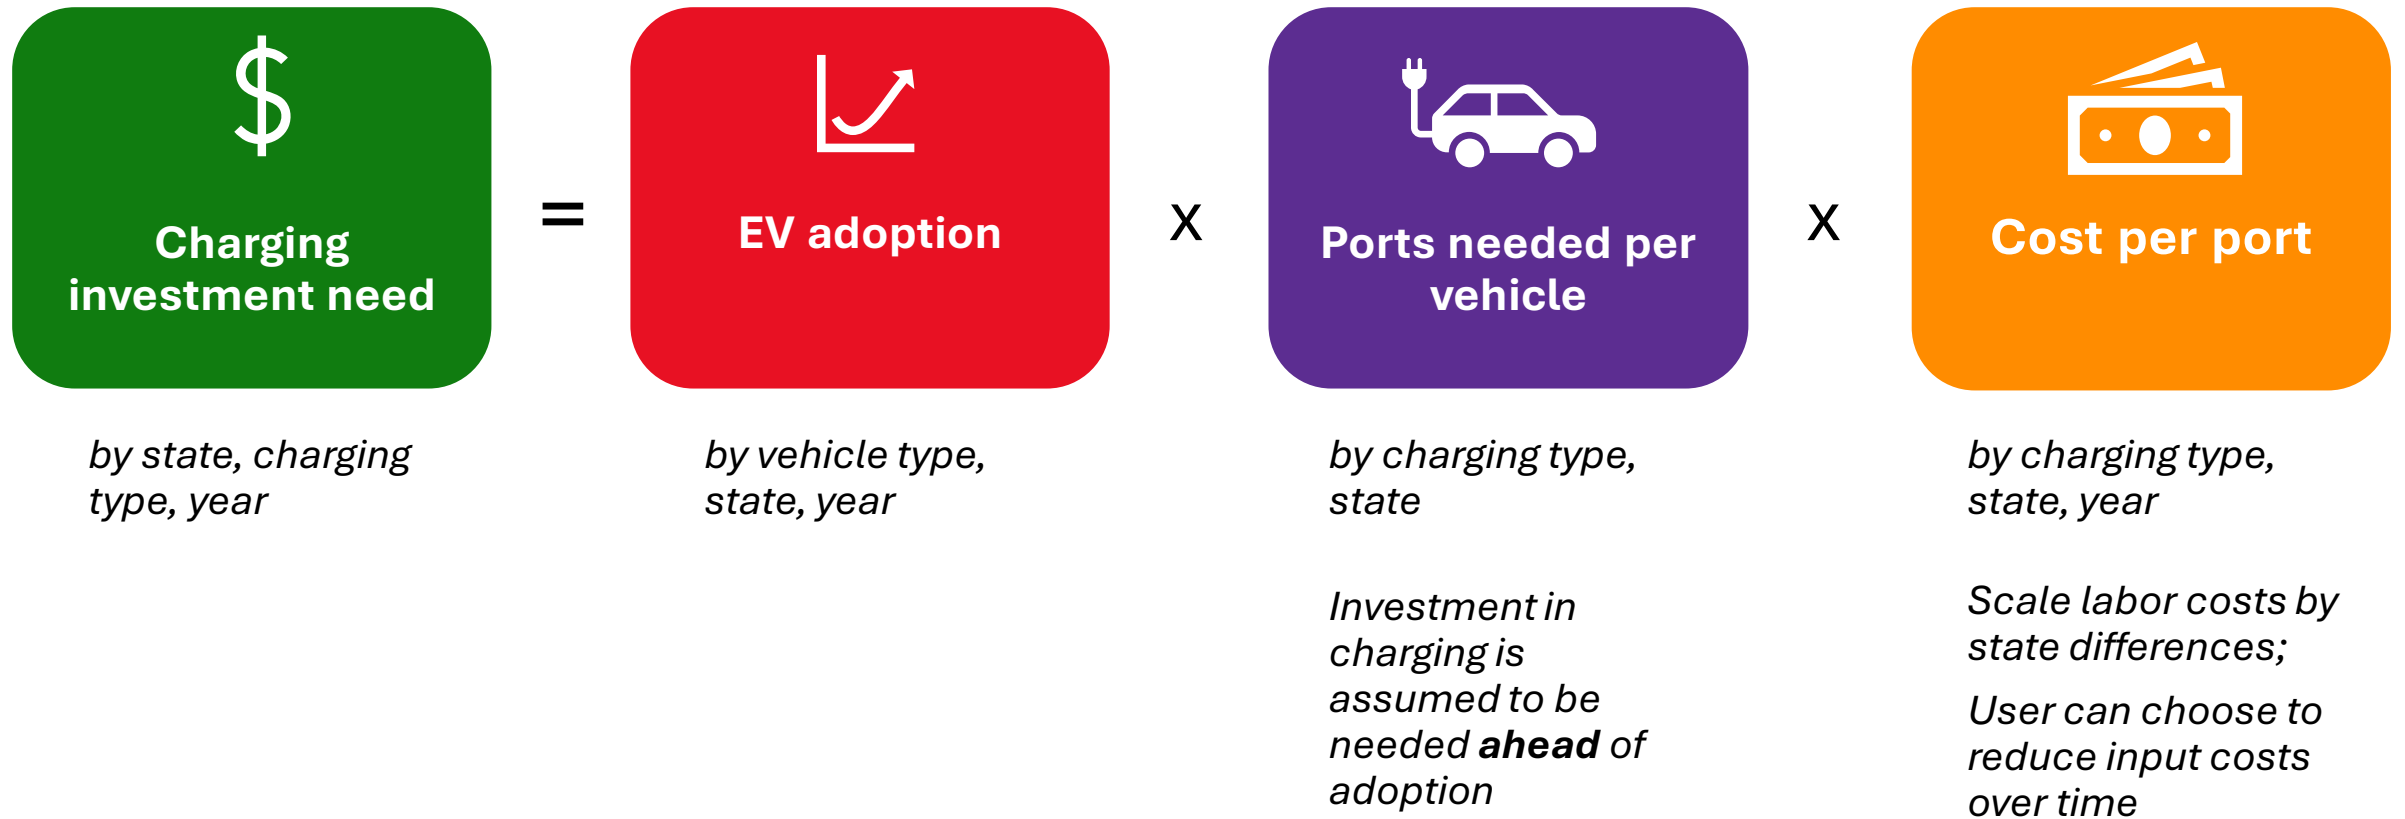 $
Charging
investment need
by state, charging
type, year
=
EV adoption
by vehicle type,
state, year
x
Ports needed per
vehicle
by charging type,
state
Investment in
charging is
assumed to be
needed ahead of
adoption
x
Cost per port
by charging type,
state, year
Scale labor costs by
state differences;
User can choose to
reduce input costs
over time